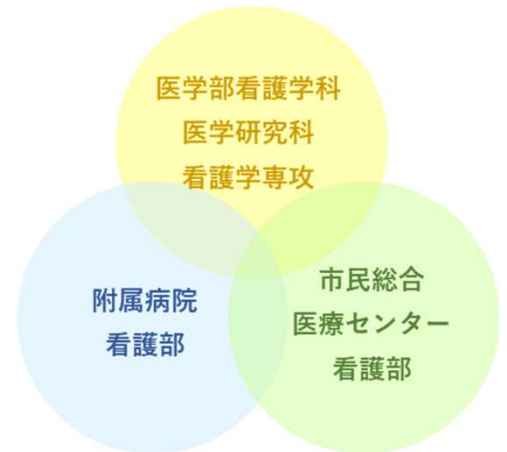 医学部看護学科
医学研究科
看護学専攻
附属病院
看護部
市民総合
医療センター
看護部